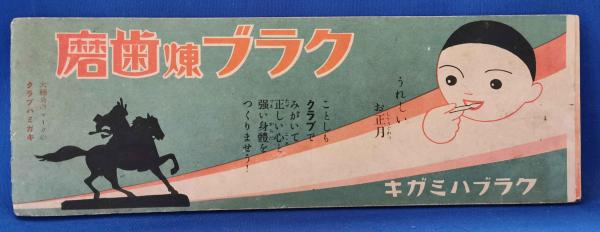 クラブ煉歯磨
うれしい
お正月
ことしも
クラブで
みがいて
正しい心と
強い身體を
つくりませう！
クラブハミガキ
クラブハミガキ